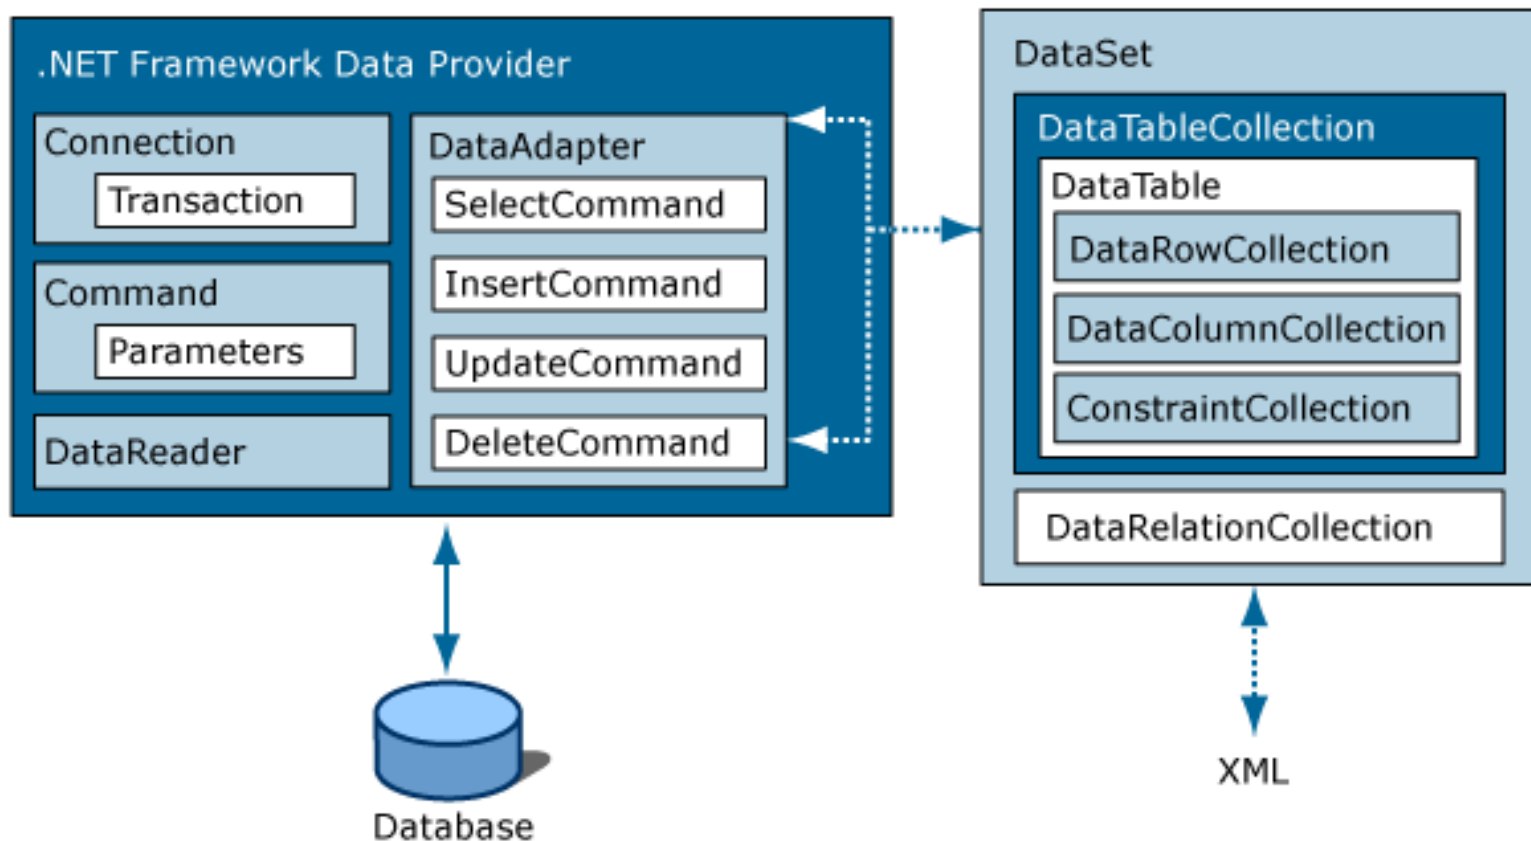 .NET Framework Data Provider
Connection
Transaction
Command
Parameters
DataReader
DataAdapter
SelectCommand
InsertCommand
UpdateCommand
DeleteCommand
Database
DataSet
DataTableCollection
DataTable
DataRowCollection
DataColumnCollection
ConstraintCollection
DataRelationCollection
XML